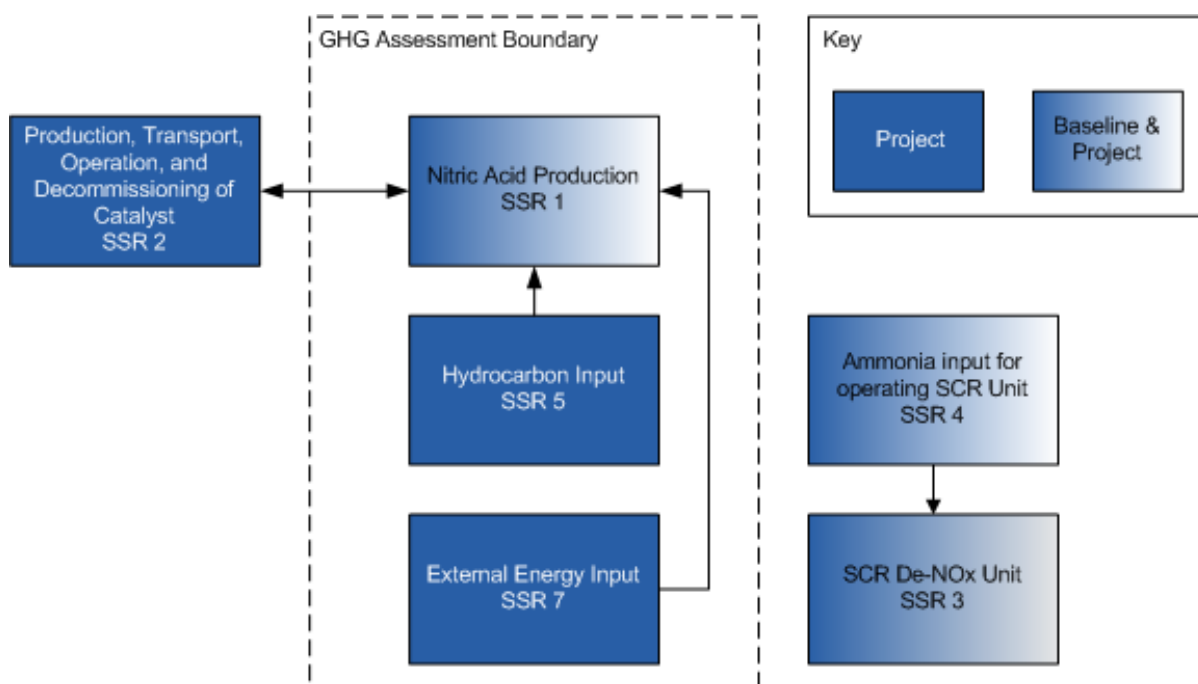 GHG Assessment Boundary
Key
Project
Baseline &
Project
Production, Transport,
Operation, and
Decommissioning of
Catalyst
SSR 2
Nitric Acid Production
SSR 1
Hydrocarbon Input
SSR 5
Ammonia input for
operating SCR Unit
SSR 4
External Energy Input
SSR 7
SCR De-NOx Unit
SSR 3